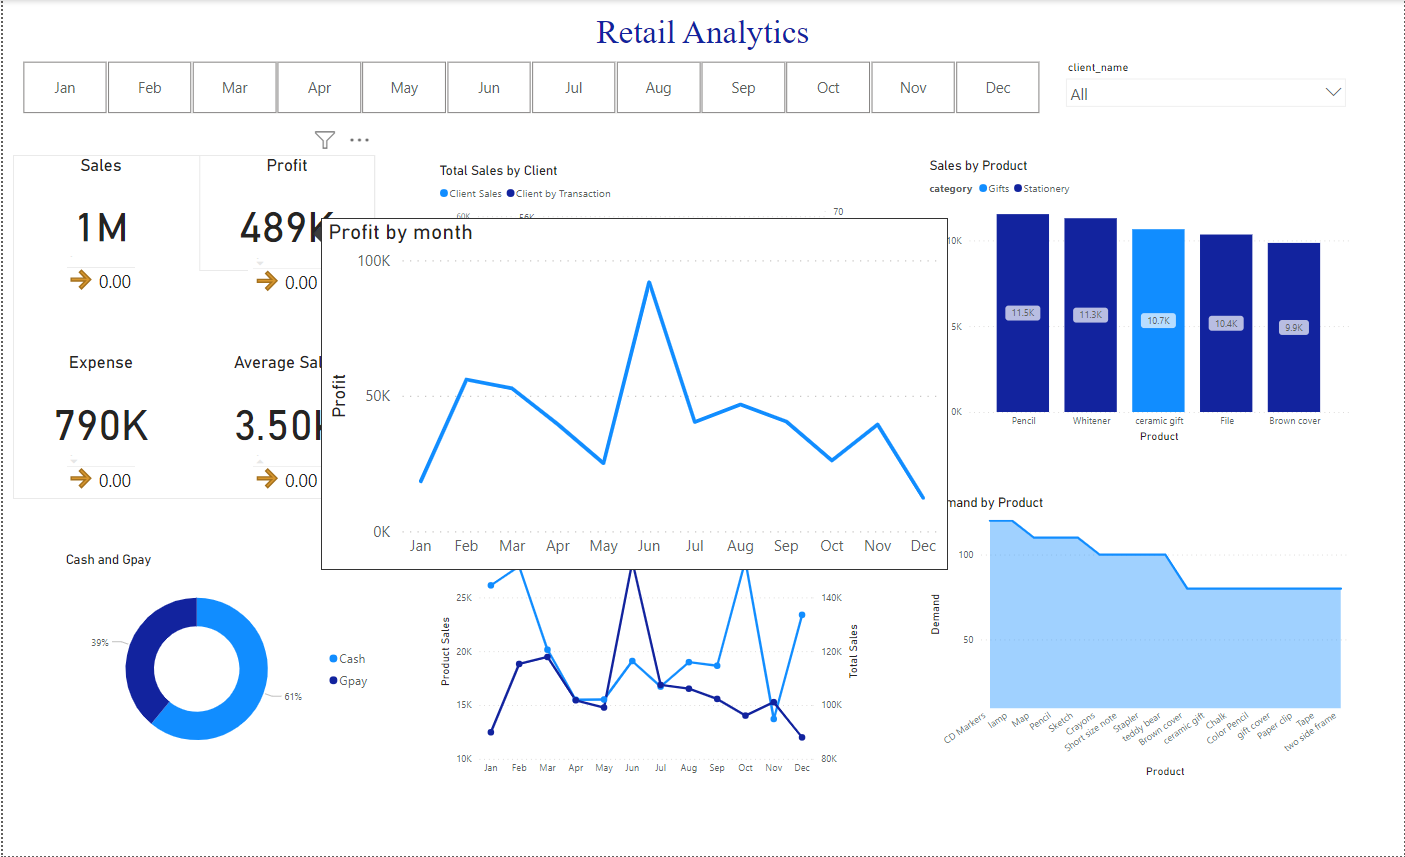 Retail Analytics
Jan Feb Mar Apr May Jun Jul Aug Sep Oct Nov Dec
client_name
All
Sales
1M
0.00
Profit
489K
0.00
Expense
790K
0.00
Average Sal
3.50
0.00
Total Sales by Client
Client Sales Client by Transaction
60K
56K
70
Profit by month
100K
50K
0K
Profit
Jan Feb Mar Apr May Jun Jul Aug Sep Oct Nov Dec
Sales by Product
category Gifts Stationery
10K
5K
0K
11.5K
11.3K
10.7K
10.4K
9.9K
Pencil Whitener ceramic gift File Brown cover
Product
Cash and Gpay
39%
61%
Cash
Gpay
25K
20K
15K
10K
Product Sales
140K
120K
100K
80K
Total Sales
Jan Feb Mar Apr May Jun Jul Aug Sep Oct Nov Dec
mand by Product
100
50
Demand
CD Markers
lamp
Map
Pencil
Sketch
Crayons
Short size note
Stapler
teddy bear
Brown cover
ceramic gift
Chalk
Color Pencil
gift cover
Paper clip
Tape
two side frame
Product